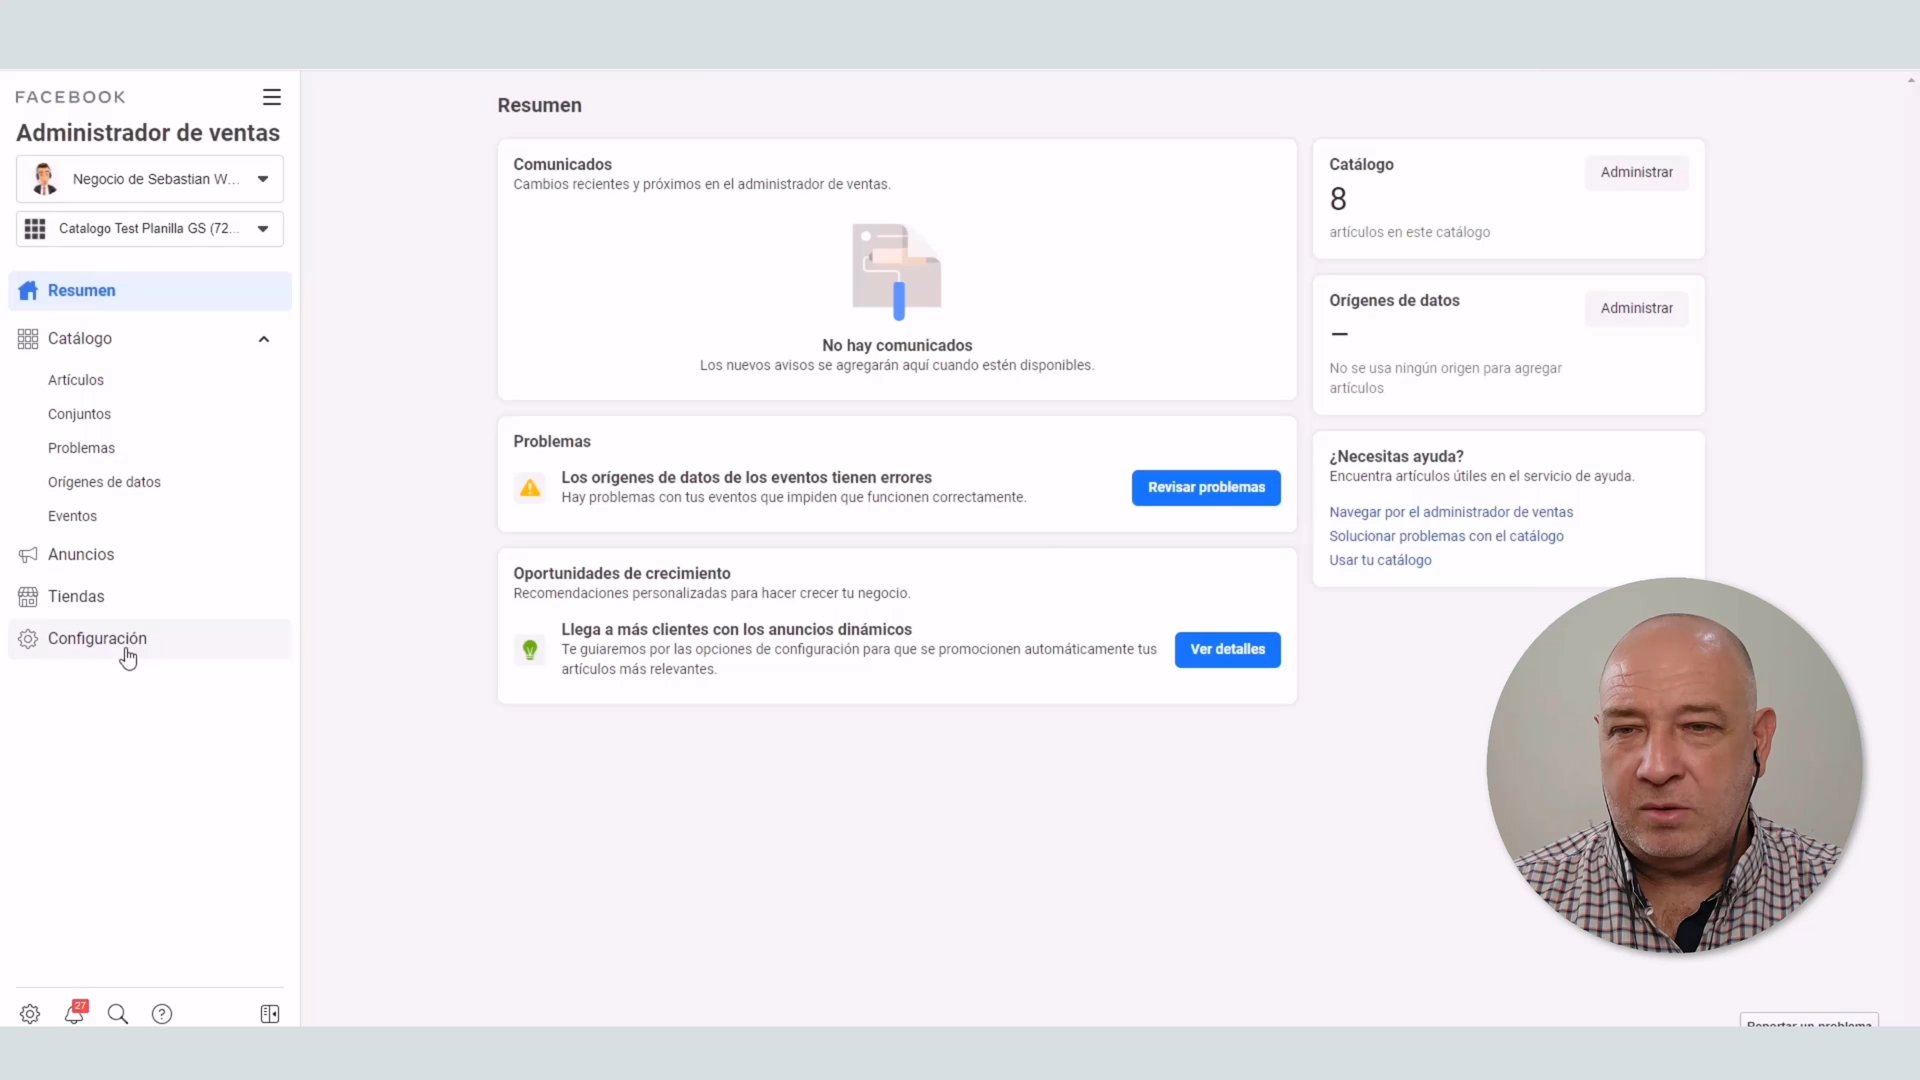 FACEBOOK
Administrador de ventas
Negocio de Sebastian W...
Catalogo Test Planilla GS (72...
Resumen
Catálogo
Artículos
Conjuntos
Problemas
Orígenes de datos
Eventos
Anuncios
Tiendas
Configuración
27
Resumen
Comunicados
Cambios recientes y próximos en el administrador de ventas.
No hay comunicados
Los nuevos avisos se agregarán aquí cuando estén disponibles.
Problemas
Los orígenes de datos de los eventos tienen errores
Hay problemas con tus eventos que impiden que funcionen correctamente.
Revisar problemas
Oportunidades de crecimiento
Recomendaciones personalizadas para hacer crecer tu negocio.
Llega a más clientes con los anuncios dinámicos
Te guiaremos por las opciones de configuración para que se promocionen automáticamente tus
artículos más relevantes.
Ver detalles
Catálogo
Administrar
8
artículos en este catálogo
Orígenes de datos
Administrar
—
No se usa ningún origen para agregar
artículos
¿Necesitas ayuda?
Encuentra artículos útiles en el servicio de ayuda.
Navegar por el administrador de ventas
Solucionar problemas con el catálogo
Usar tu catálogo
Reportar un problema